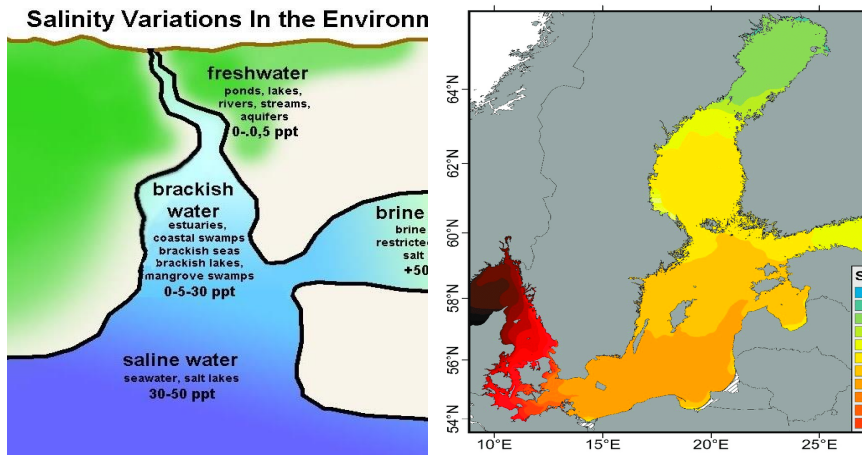 Salinity Variations In the Environm
freshwater
ponds, lakes,
rivers, streams,
aquifers
0-.0,5 ppt
brackish
water
estuaries,
coastal swamps
brackish seas
brackish lakes,
mangrove swamps
0-5-30 ppt
brine
brine
restricte
salt
+50
saline water
seawater, salt lakes
30-50 ppt
64°N
62°N
60°N
58°N
56°N
54°N
10°E
15°E
20°E
25°E
S